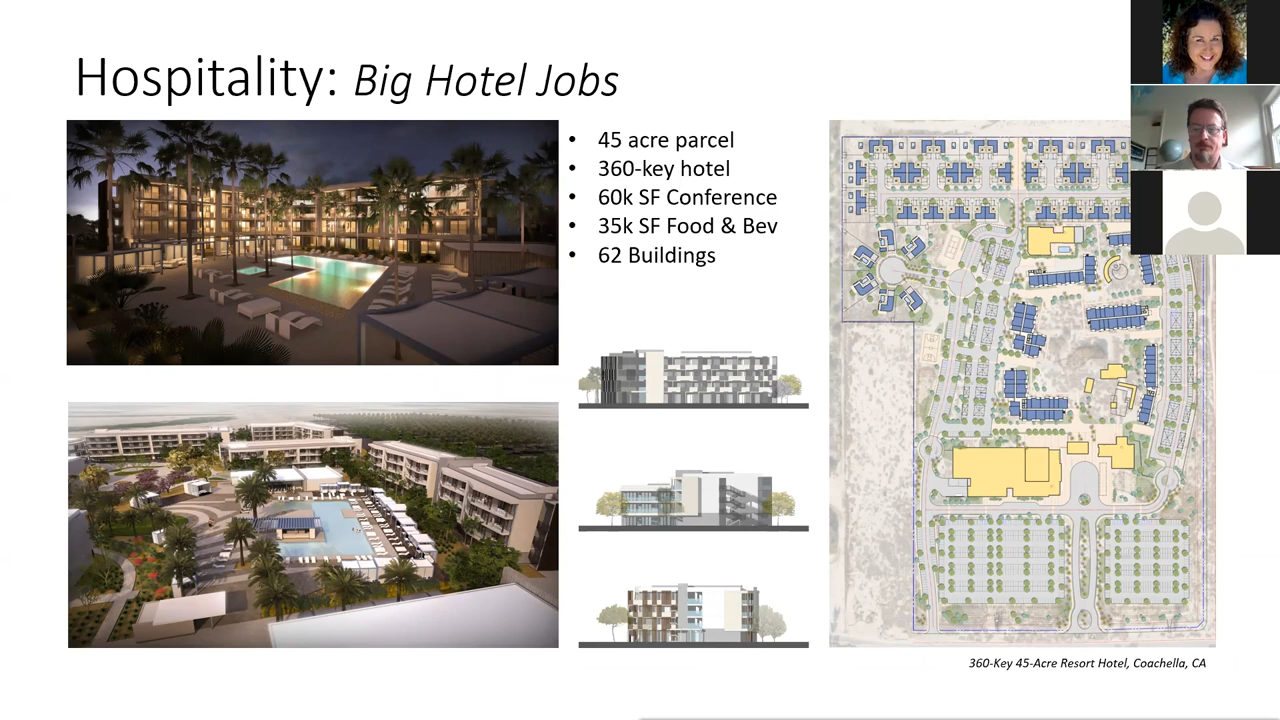 Hospitality: Big Hotel Jobs
• 45 acre parcel
• 360-key hotel
• 60k SF Conference
• 35k SF Food & Bev
• 62 Buildings
360-Key 45-Acre Resort Hotel, Coachella, CA